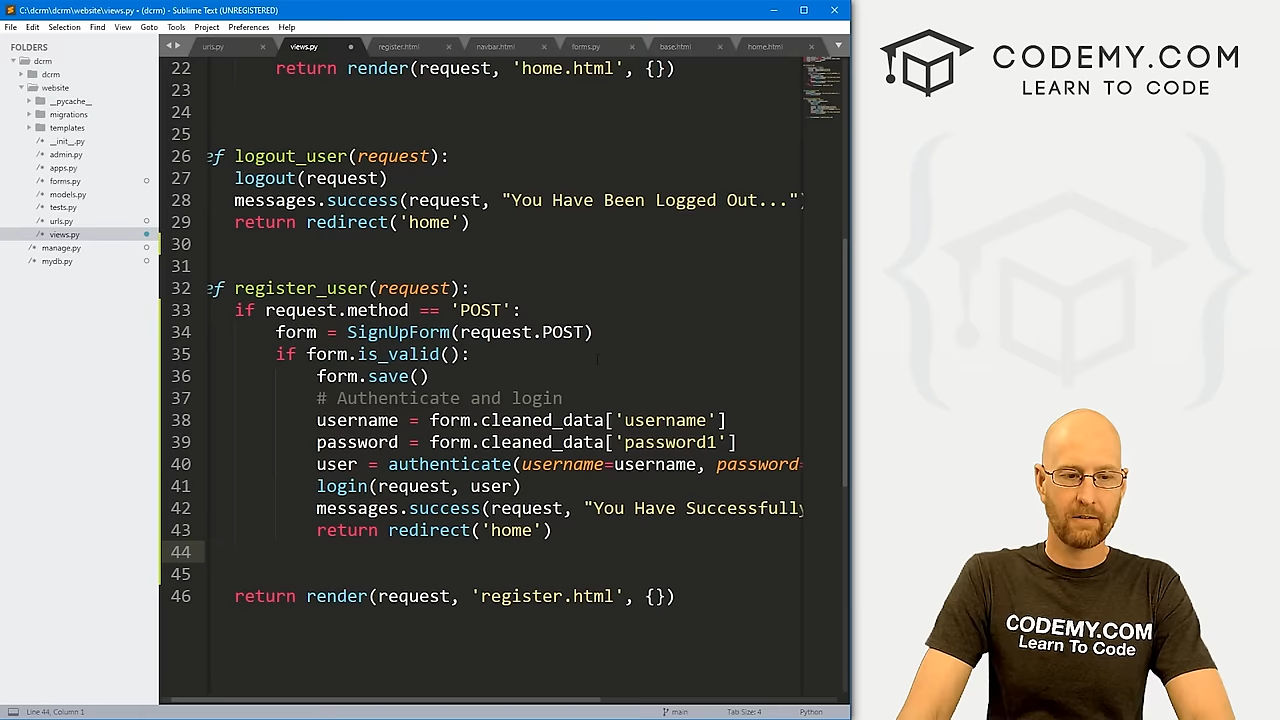 C:\dcrm\dcrm\website\views.py • (dcrm) - Sublime Text (UNREGISTERED)
File Edit Selection Find View Goto Tools Project Preferences Help
FOLDERS
dcrm
dcrm
website
__pycache__
migrations
templates
__init__.py
admin.py
apps.py
forms.py
models.py
tests.py
urls.py
views.py
manage.py
mydb.py
urls.py views.py register.html navbar.html forms.py base.html home.html
22 return render(request, 'home.html', {})
23
24
25
26 ef logout_user(request):
27 logout(request)
28 messages.success(request, "You Have Been Logged Out...")
29 return redirect('home')
30
31
32 ef register_user(request):
33 if request.method == 'POST':
34 form = SignUpForm(request.POST)
35 if form.is_valid():
36 form.save()
37 # Authenticate and login
38 username = form.cleaned_data['username']
39 password = form.cleaned_data['password1']
40 user = authenticate(username=username, password=
41 login(request, user)
42 messages.success(request, "You Have Successfully
43 return redirect('home')
44
45
46 return render(request, 'register.html', {})
Line 44, Column 1 main Tab Size: 4 Python
CODEMY.COM
LEARN TO CODE
CODEMY.COM
Learn To Code